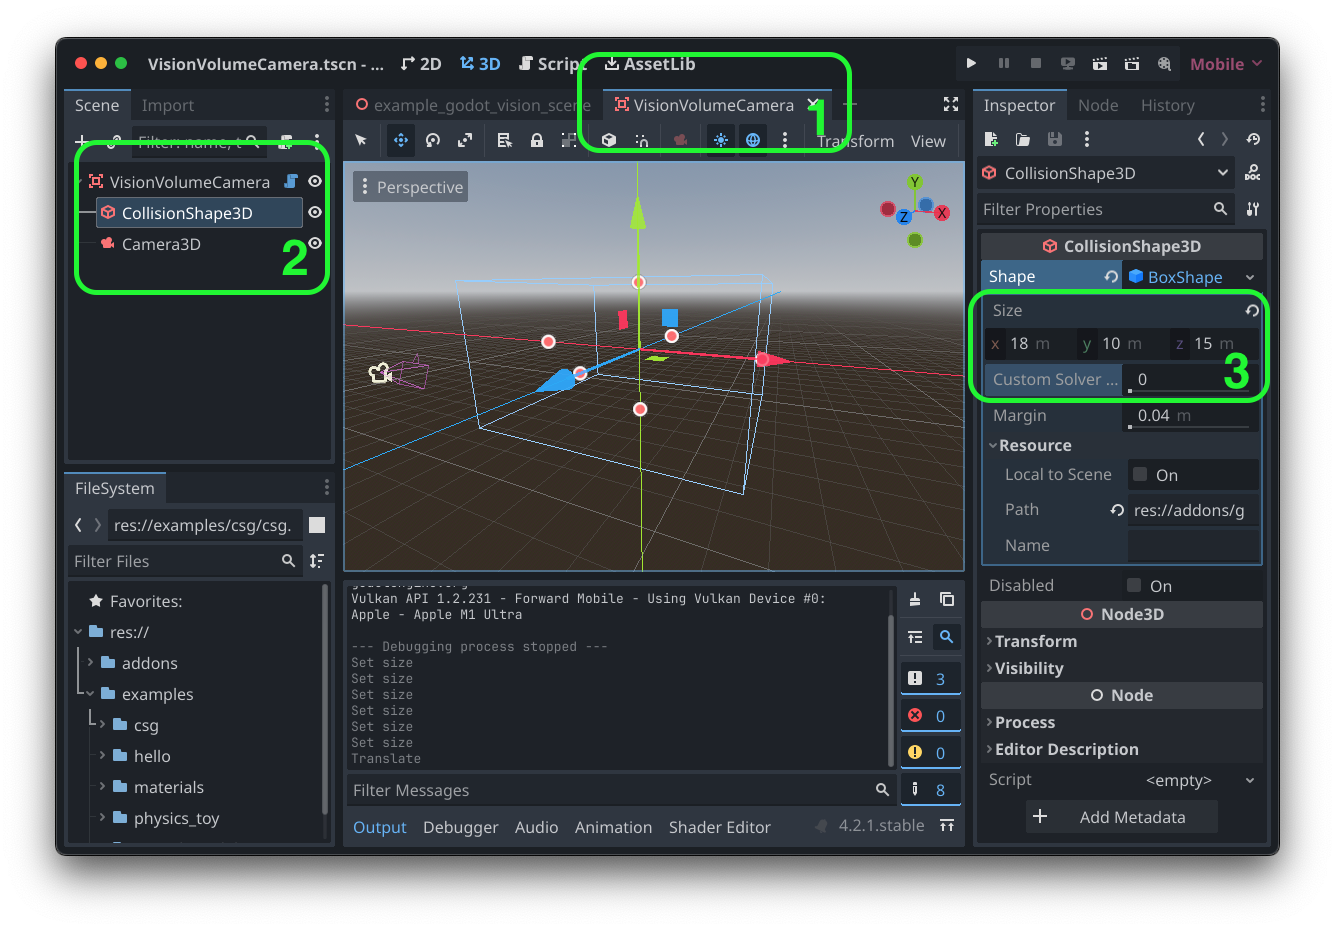 VisionVolumeCamera.tscn - ...
2D
3D
Script
AssetLib
Mobile
Scene
Import
Filter: name, t
VisionVolumeCamera
CollisionShape3D
Camera3D
2
example_godot_vision_scene
VisionVolumeCamera
1
Transform
View
Perspective
Y
Z
X
Inspector
Node
History
CollisionShape3D
DOC
Filter Properties
CollisionShape3D
Shape
BoxShape
Size
x 18 m y 10 m z 15 m
3
Custom Solver ... 0
Margin 0.04 m
Resource
Local to Scene On
Path res://addons/g
Name
Disabled On
Node3D
Transform
Visibility
Node
Process
Editor Description
Script <empty>
Add Metadata
FileSystem
res://examples/csg/csg.
Filter Files
Favorites:
res://
addons
examples
csg
hello
materials
physics_toy
Vulkan API 1.2.231 - Forward Mobile - Using Vulkan Device #0:
Apple - Apple M1 Ultra
--- Debugging process stopped ---
Set size
Set size
Set size
Set size
Set size
Set size
Translate
3
0
0
8
Filter Messages
Output
Debugger
Audio
Animation
Shader Editor
4.2.1.stable